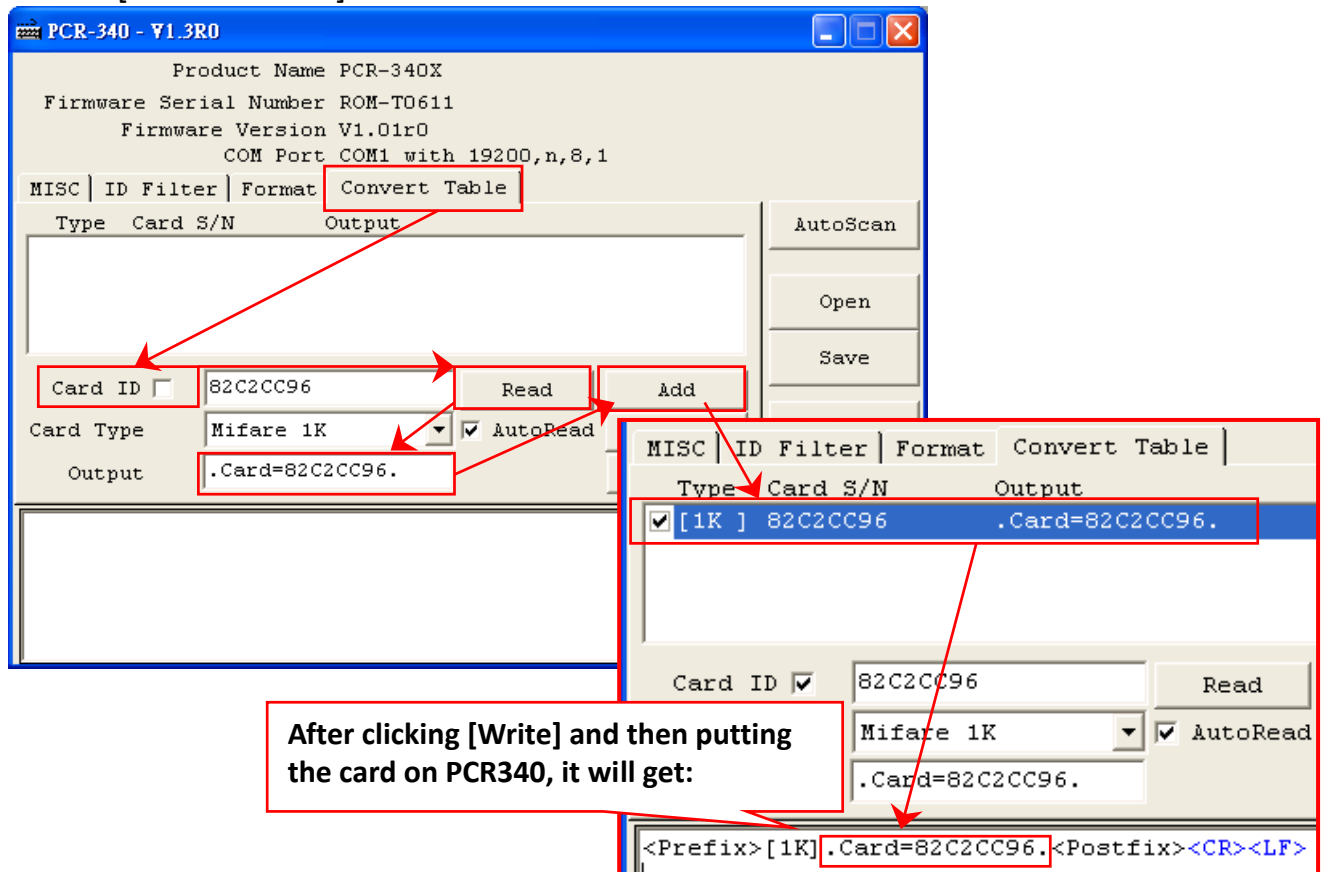 PCR-340 - V1.3R0
Product Name PCR-340X
Firmware Serial Number ROM-T0611
Firmware Version V1.01r0
COM Port COM1 with 19200,n,8,1
MISC ID Filter Format Convert Table
Type Card S/N Output
AutoScan
Open
Save
Card ID 82C2CC96 Read Add
Card Type Mifare 1K AutoRead
Output .Card=82C2CC96.
MISC ID Filter Format Convert Table
Type Card S/N Output
[1K ] 82C2CC96 .Card=82C2CC96.
Card ID 82C2CC96 Read
Mifare 1K AutoRead
.Card=82C2CC96.
After clicking [Write] and then putting
the card on PCR340, it will get:
<Prefix>[1K].Card=82C2CC96.<Postfix><CR><LF>